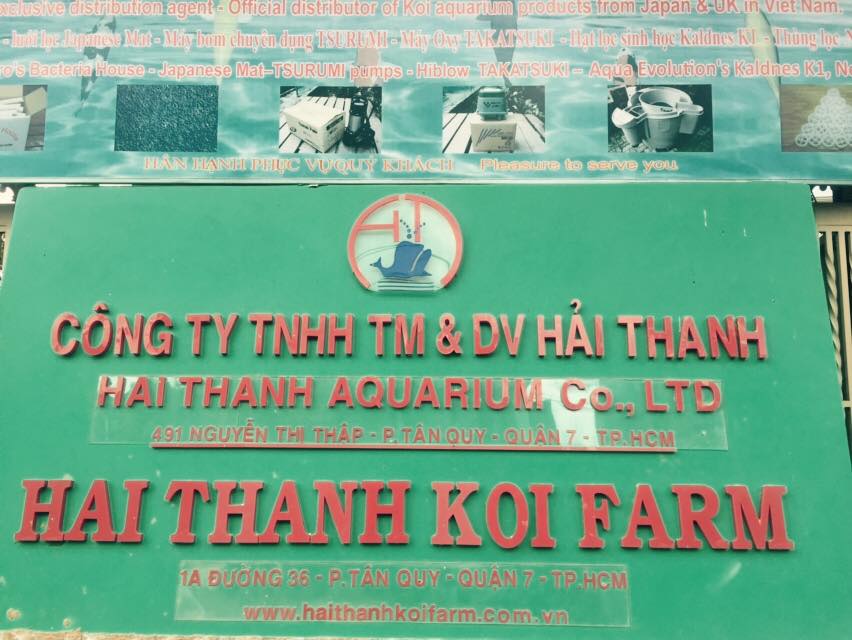 exclusive distribution agent - Official distributor of Koi aquarium products from Japan & UK in Viet Nam.
- lưới lọc Japanese Mat - Máy bơm chuyên dụng TSURUMI - Máy Oxy TAKATSUKI - Hạt lọc sinh học Kaldnes K1 - Thùng lọc
Bacteria House - Japanese Mat–TSURUMI pumps - Hiblow TAKATSUKI – Aqua Evolution's Kaldnes K1,
HÂN HẠNH PHỤC VỤ QUÝ KHÁCH Pleasure to serve you.
HT
CÔNG TY TNHH TM & DV HẢI THANH
HAI THANH AQUARIUM Co., LTD
491 NGUYỄN THỊ THẬP - P.TÂN QUY - QUẬN 7 - TP.HCM
HAI THANH KOI FARM
1A ĐƯỜNG 36 - P.TÂN QUY - QUẬN 7 - TP.HCM
www.haithanhkoifarm.com.vn